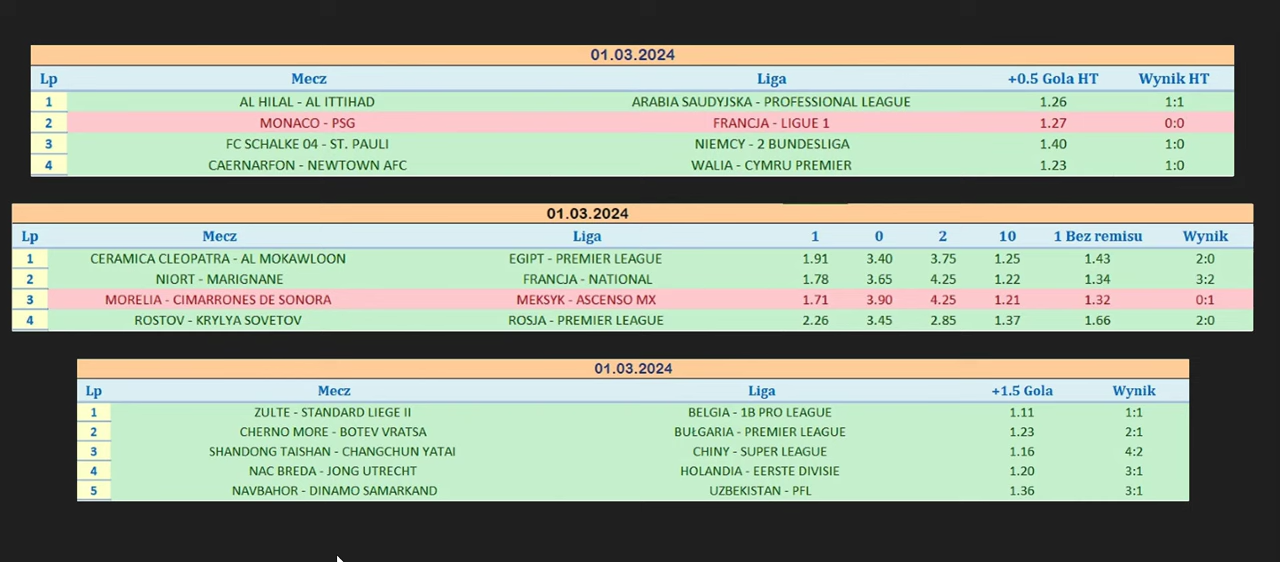 01.03.2024
Lp Mecz Liga +0.5 Gola HT Wynik HT
1 AL HILAL - AL ITTIHAD ARABIA SAUDYJSKA - PROFESSIONAL LEAGUE 1.26 1:1
2 MONACO - PSG FRANCJA - LIGUE 1 1.27 0:0
3 FC SCHALKE 04 - ST. PAULI NIEMCY - 2 BUNDESLIGA 1.40 1:0
4 CAERNARFON - NEWTOWN AFC WALIA - CYMRU PREMIER 1.23 1:0
01.03.2024
Lp Mecz Liga 1 0 2 10 1 Bez remisu Wynik
1 CERAMICA CLEOPATRA - AL MOKAWLOON EGIPT - PREMIER LEAGUE 1.91 3.40 3.75 1.25 1.43 2:0
2 NIORT - MARIGNANE FRANCJA - NATIONAL 1.78 3.65 4.25 1.22 1.34 3:2
3 MORELIA - CIMARRONES DE SONORA MEKSYK - ASCENSO MX 1.71 3.90 4.25 1.21 1.32 0:1
4 ROSTOV - KRYLYA SOVETOV ROSJA - PREMIER LEAGUE 2.26 3.45 2.85 1.37 1.66 2:0
01.03.2024
Lp Mecz Liga +1.5 Gola Wynik
1 ZULTE - STANDARD LIEGE II BELGIA - 1B PRO LEAGUE 1.11 1:1
2 CHERNO MORE - BOTEV VRATSA BUŁGARIA - PREMIER LEAGUE 1.23 2:1
3 SHANDONG TAISHAN - CHANGCHUN YATAI CHINY - SUPER LEAGUE 1.16 4:2
4 NAC BREDA - JONG UTRECHT HOLANDIA - EERSTE DIVISIE 1.20 3:1
5 NAVBAHOR - DINAMO SAMARKAND UZBEKISTAN - PFL 1.36 3:1